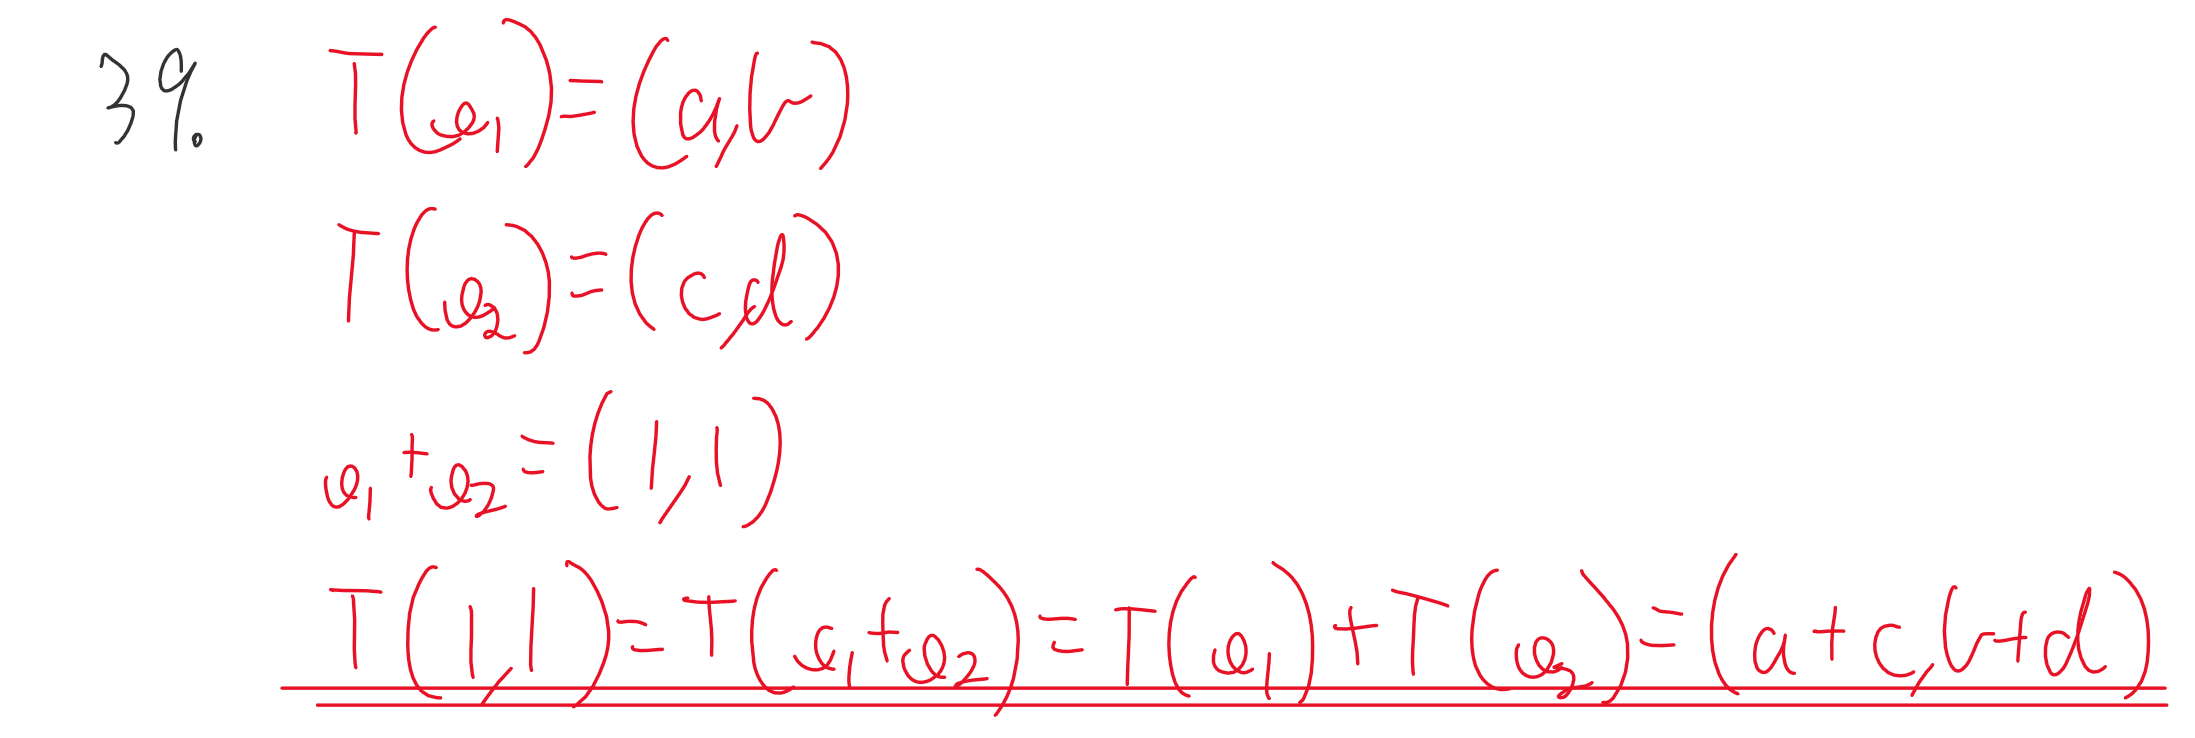 39. T(e₁)=(a,b)
T(e₂)=(c,d)
e₁+e₂=(1,1)
T(1,1)=T(e₁+e₂)=T(e₁)+T(e₂)=(a+c,b+d)